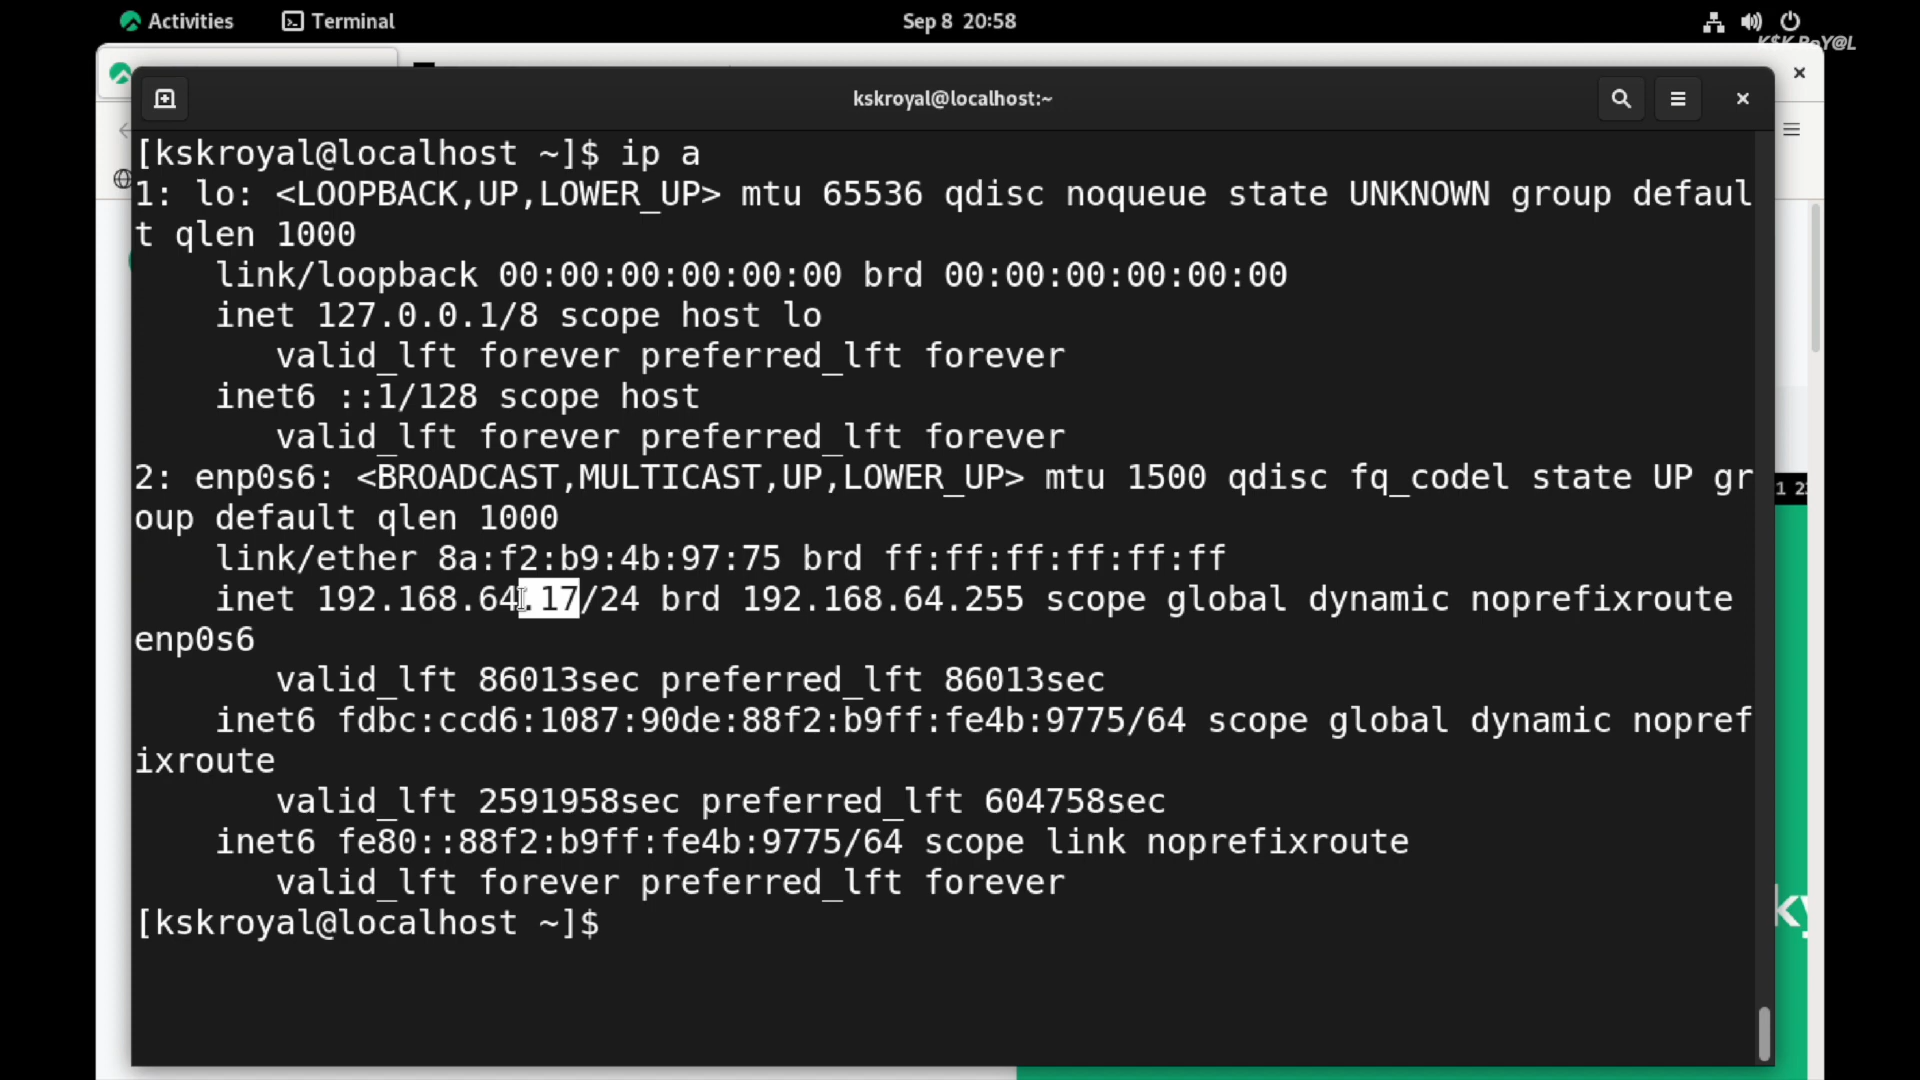 Activities Terminal Sep 8 20:58
K$K RoY@L
kskroyal@localhost:~
[kskroyal@localhost ~]$ ip a
1: lo: <LOOPBACK,UP,LOWER_UP> mtu 65536 qdisc noqueue state UNKNOWN group defaul
t qlen 1000
link/loopback 00:00:00:00:00:00 brd 00:00:00:00:00:00
inet 127.0.0.1/8 scope host lo
valid_lft forever preferred_lft forever
inet6 ::1/128 scope host
valid_lft forever preferred_lft forever
2: enp0s6: <BROADCAST,MULTICAST,UP,LOWER_UP> mtu 1500 qdisc fq_codel state UP gr
oup default qlen 1000
link/ether 8a:f2:b9:4b:97:75 brd ff:ff:ff:ff:ff:ff
inet 192.168.64.17/24 brd 192.168.64.255 scope global dynamic noprefixroute
enp0s6
valid_lft 86013sec preferred_lft 86013sec
inet6 fdbc:ccd6:1087:90de:88f2:b9ff:fe4b:9775/64 scope global dynamic nopref
ixroute
valid_lft 2591958sec preferred_lft 604758sec
inet6 fe80::88f2:b9ff:fe4b:9775/64 scope link noprefixroute
valid_lft forever preferred_lft forever
[kskroyal@localhost ~]$